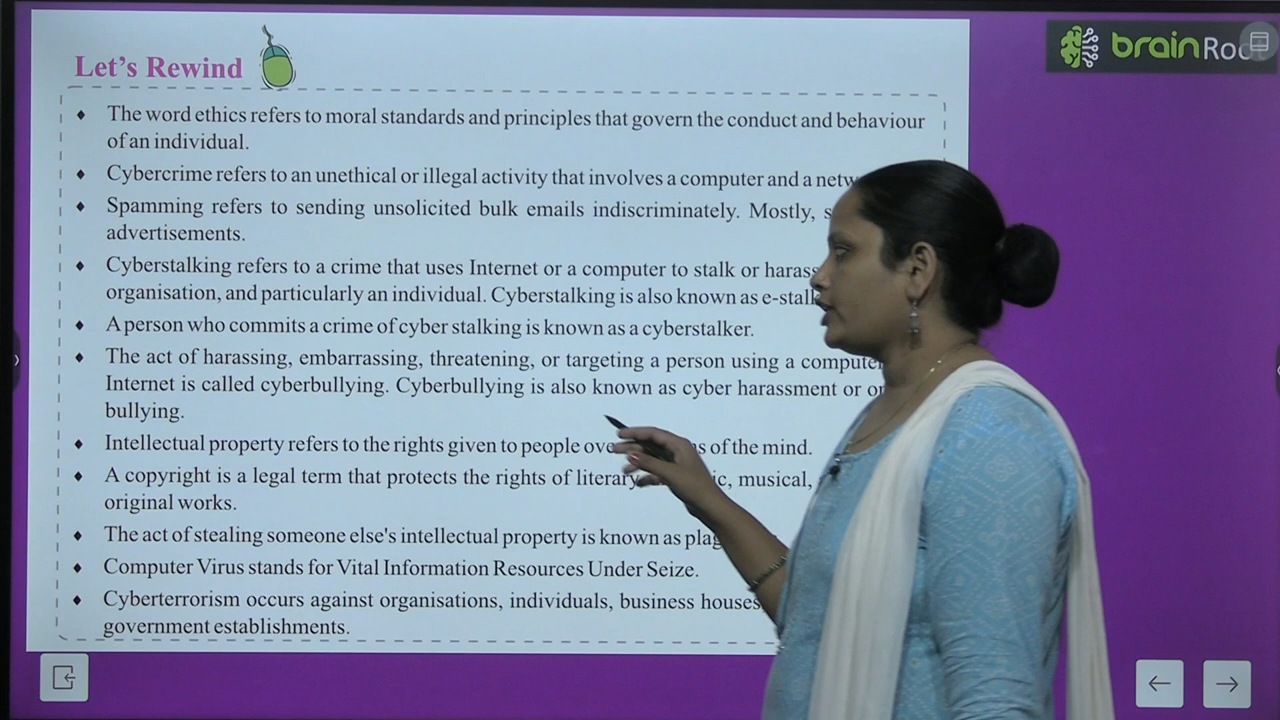 Let's Rewind
brainRo
♦ The word ethics refers to moral standards and principles that govern the conduct and behaviour
of an individual.
♦ Cybercrime refers to an unethical or illegal activity that involves a computer and a
♦ Spamming refers to sending unsolicited bulk emails indiscriminately. Mostly,
advertisements.
♦ Cyberstalking refers to a crime that uses Internet or a computer to stalk or
organisation, and particularly an individual. Cyberstalking is also known as
♦ A person who commits a crime of cyber stalking is known as a cyberstalker.
♦ The act of harassing, embarrassing, threatening, or targeting a person using a
Internet is called cyberbullying. Cyberbullying is also known as cyber harassment or
bullying.
♦ Intellectual property refers to the rights given to people of the mind.
♦ A copyright is a legal term that protects the rights of musical,
original works.
♦ The act of stealing someone else's intellectual property is known as
♦ Computer Virus stands for Vital Information Resources Under Seize.
♦ Cyberterrorism occurs against organisations, individuals, business houses
government establishments.